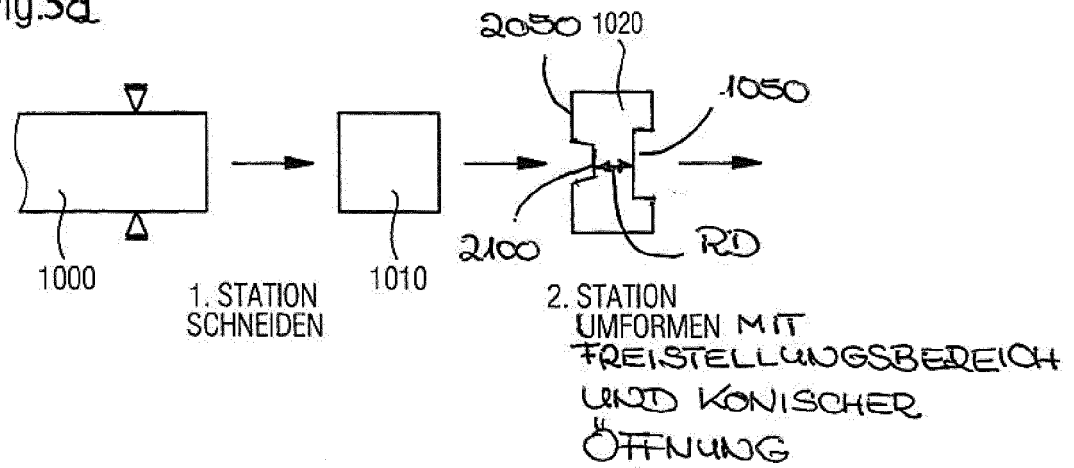 Fig.3a
2050 1020
1050
2100
RD
1000
1010
1. STATION
SCHNEIDEN
2. STATION
UMFORMEN MIT
FREISTELLUNGSBEREICH
UND KONISCHER
ÖFFNUNG